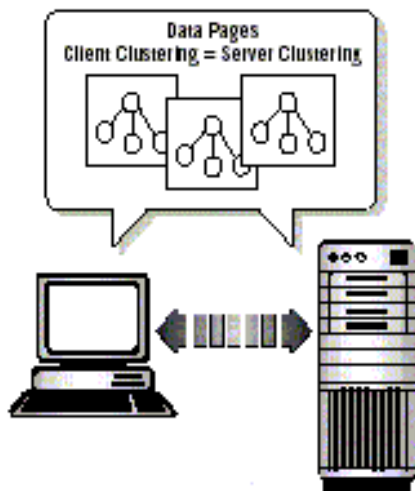 Data Pages
Client Clustering = Server Clustering